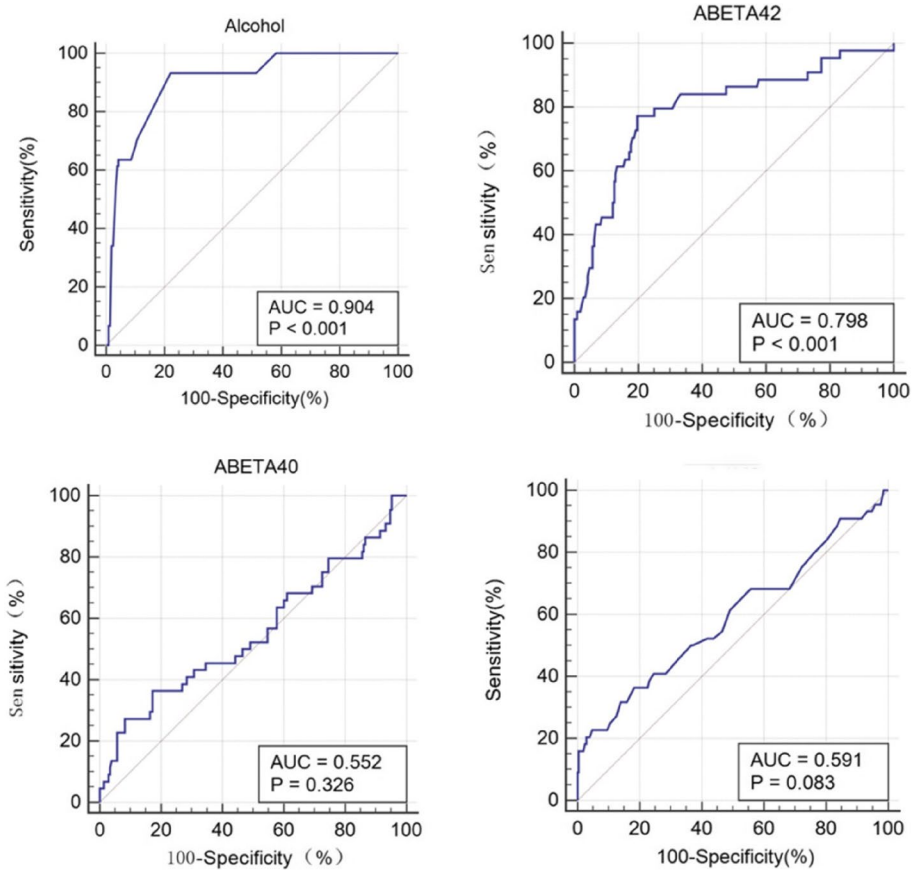 Alcohol
100
80
60
40
20
0
Sensitivity(%)
AUC = 0.904
P < 0.001
0 20 40 60 80 100
100-Specificity(%)
ABETA42
100
80
60
40
20
0
Sen sitivity (%)
AUC = 0.798
P < 0.001
0 20 40 60 80 100
100-Specificity (%)
ABETA40
100
80
60
40
20
0
Sen sitivity (%)
AUC = 0.552
P = 0.326
0 20 40 60 80 100
100-Specificity (%)
100
80
60
40
20
0
Sensitivity(%)
AUC = 0.591
P = 0.083
0 20 40 60 80 100
100-Specificity(%)